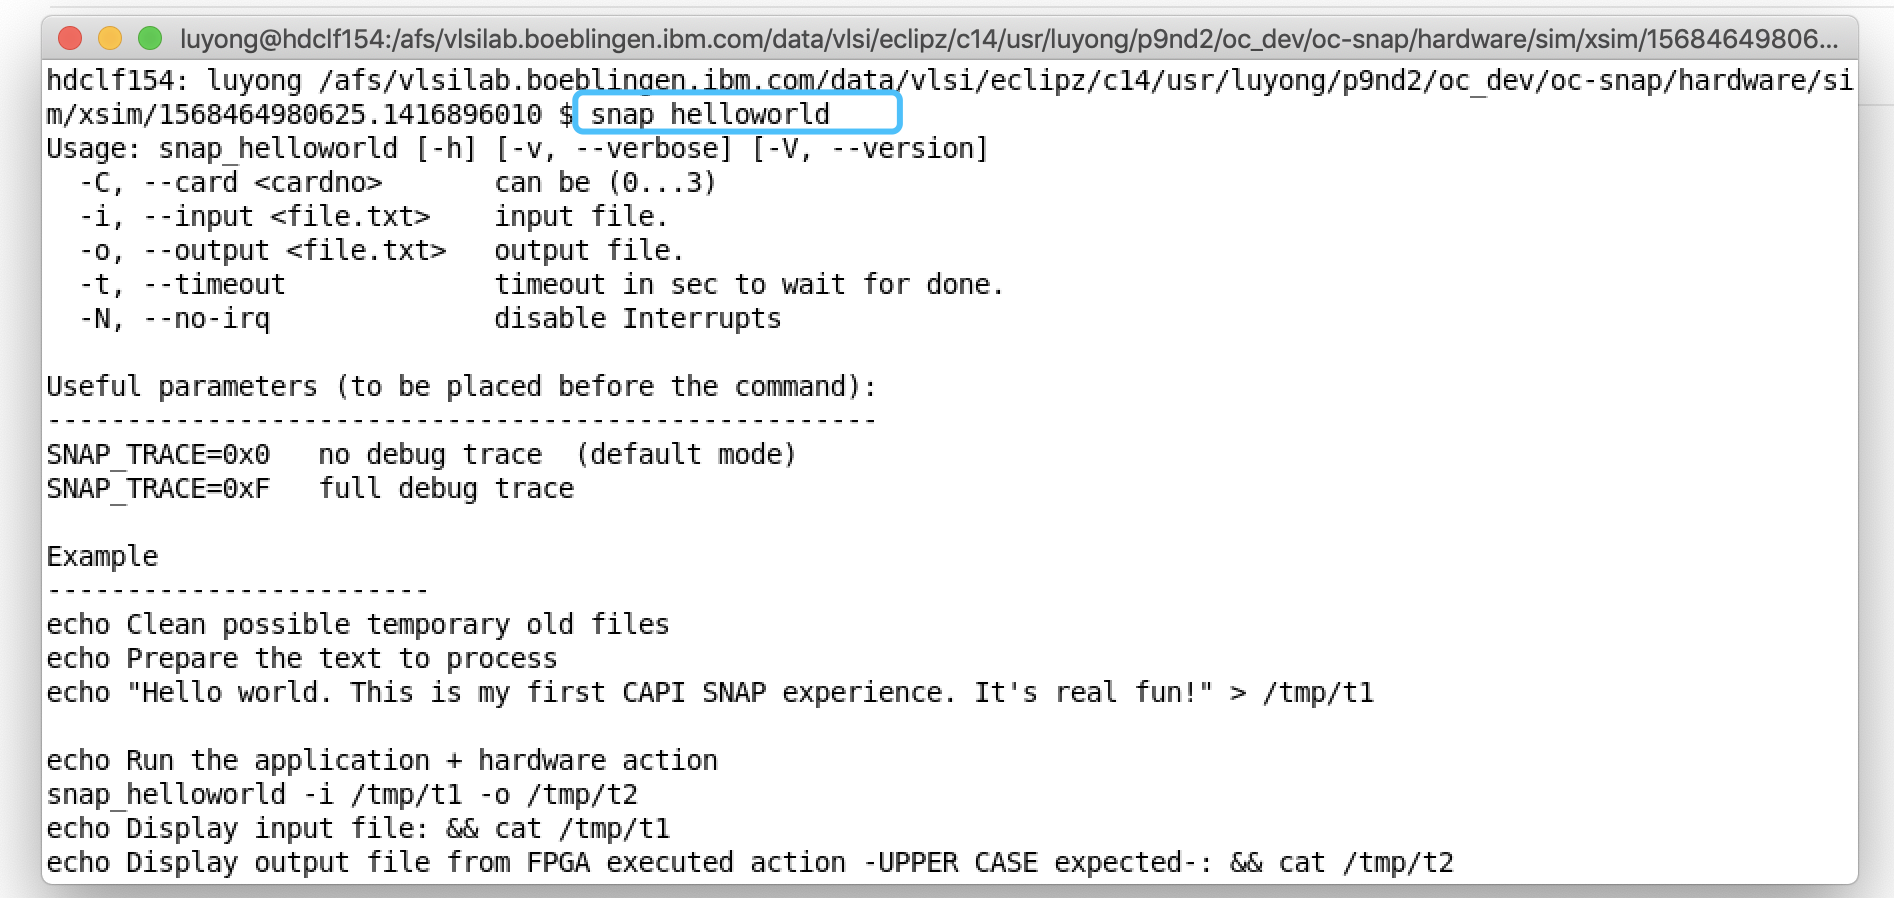 luyong@hdclf154:/afs/vlsilab.boeblingen.ibm.com/data/vlsi/eclipz/c14/usr/luyong/p9nd2/oc_dev/oc-snap/hardware/sim/xsim/15684649806...
hdclf154: luyong /afs/vlsilab.boeblingen.ibm.com/data/vlsi/eclipz/c14/usr/luyong/p9nd2/oc_dev/oc-snap/hardware/si
m/xsim/1568464980625.1416896010 $ snap_helloworld
Usage: snap_helloworld [-h] [-v, --verbose] [-V, --version]
  -C, --card <cardno>       can be (0...3)
  -i, --input <file.txt>    input file.
  -o, --output <file.txt>   output file.
  -t, --timeout             timeout in sec to wait for done.
  -N, --no-irq              disable Interrupts
Useful parameters (to be placed before the command):
----------------------------------------------------
SNAP_TRACE=0x0   no debug trace  (default mode)
SNAP_TRACE=0xF   full debug trace
Example
------------------------
echo Clean possible temporary old files
echo Prepare the text to process
echo "Hello world. This is my first CAPI SNAP experience. It's real fun!" > /tmp/t1
echo Run the application + hardware action
snap_helloworld -i /tmp/t1 -o /tmp/t2
echo Display input file: && cat /tmp/t1
echo Display output file from FPGA executed action -UPPER CASE expected-: && cat /tmp/t2